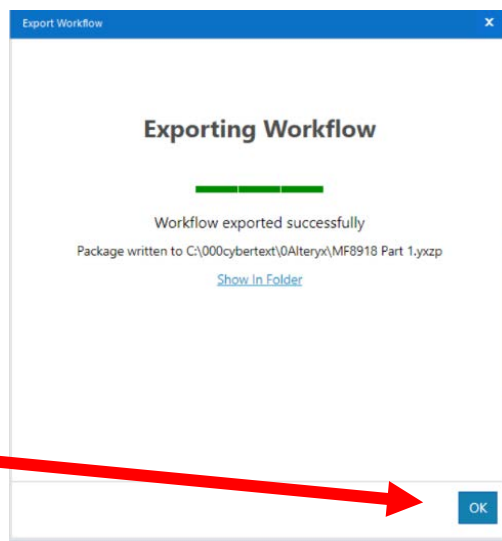 Export Workflow x
Exporting Workflow
Workflow exported successfully
Package written to C:\000cybertext\0Alteryx\MF8918 Part 1.yxzp
Show In Folder
OK